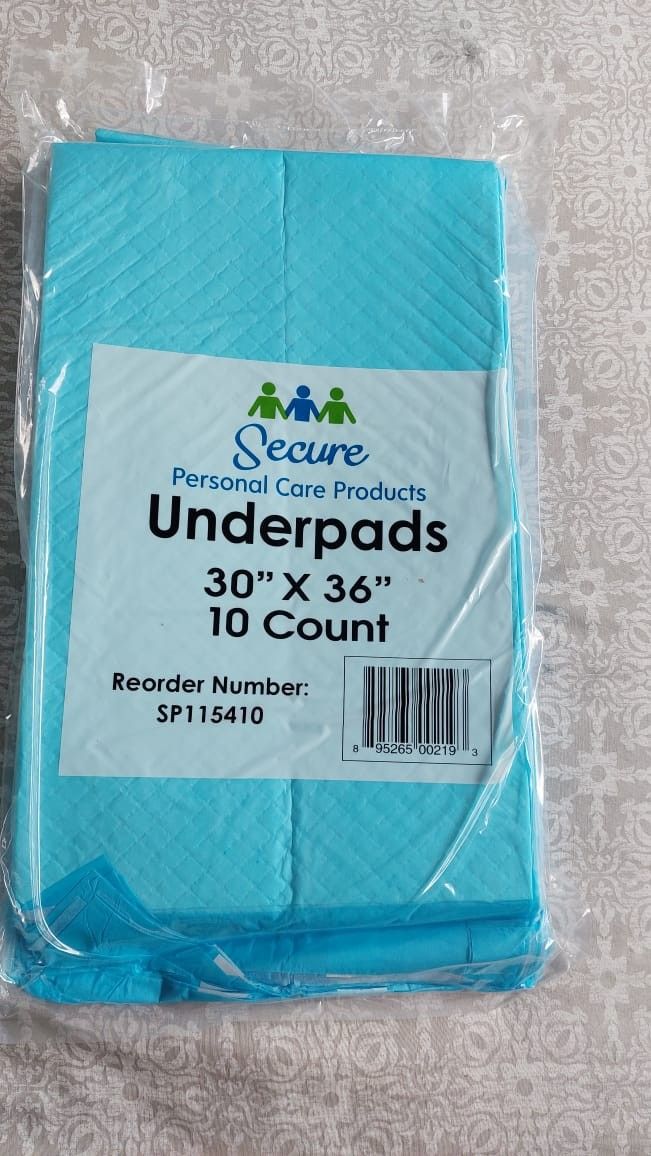 Secure
Personal Care Products
Underpads
30” X 36”
10 Count
Reorder Number:
SP115410
8 95265 00219 3